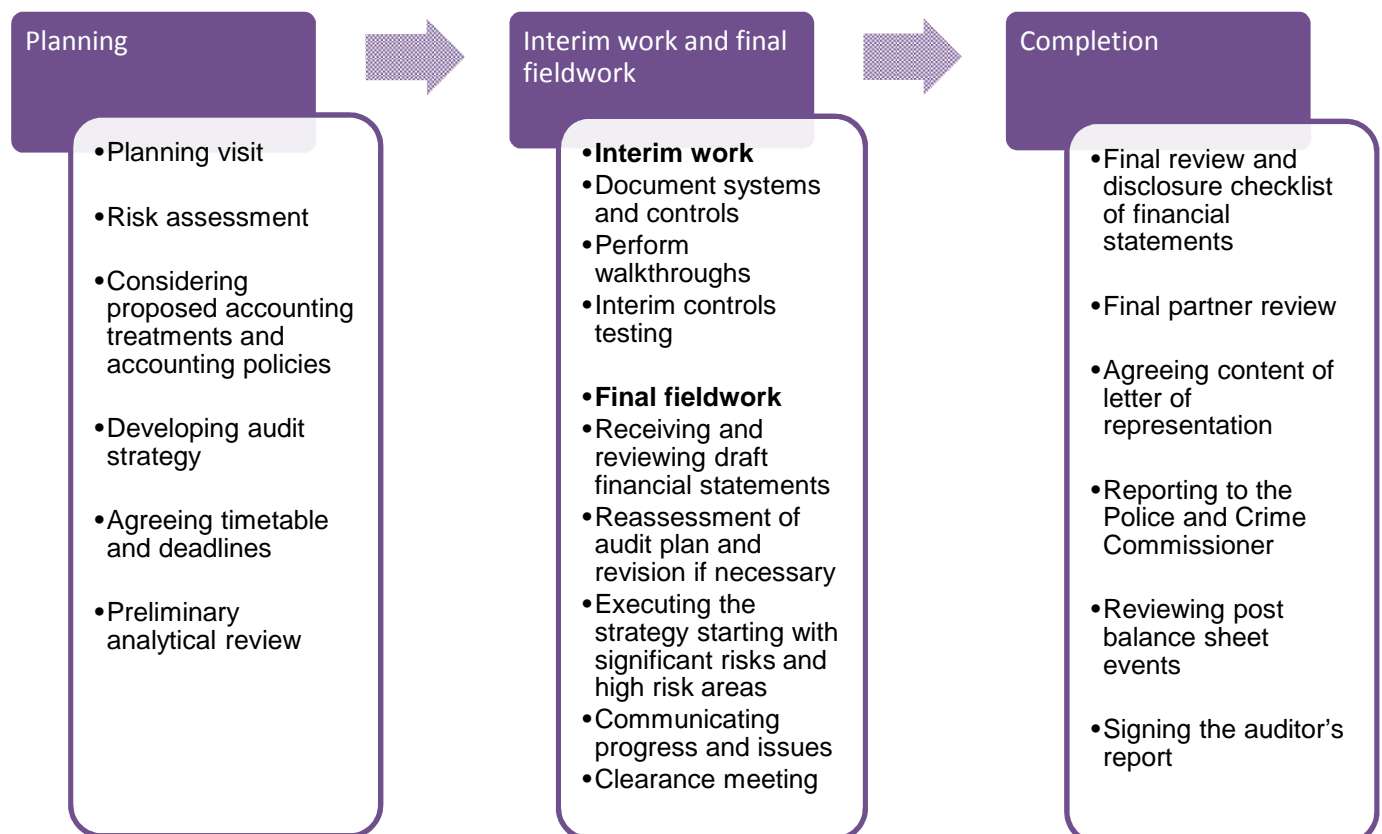 Planning
•Planning visit
•Risk assessment
•Considering
proposed accounting
treatments and
accounting policies
•Developing audit
strategy
•Agreeing timetable
and deadlines
•Preliminary
analytical review
Interim work and final
fieldwork
•Interim work
•Document systems
and controls
•Perform
walkthroughs
•Interim controls
testing
•Final fieldwork
•Receiving and
reviewing draft
financial statements
•Reassessment of
audit plan and
revision if necessary
•Executing the
strategy starting with
significant risks and
high risk areas
•Communicating
progress and issues
•Clearance meeting
Completion
•Final review and
disclosure checklist
of financial
statements
•Final partner review
•Agreeing content of
letter of
representation
•Reporting to the
Police and Crime
Commissioner
•Reviewing post
balance sheet
events
•Signing the auditor’s
report